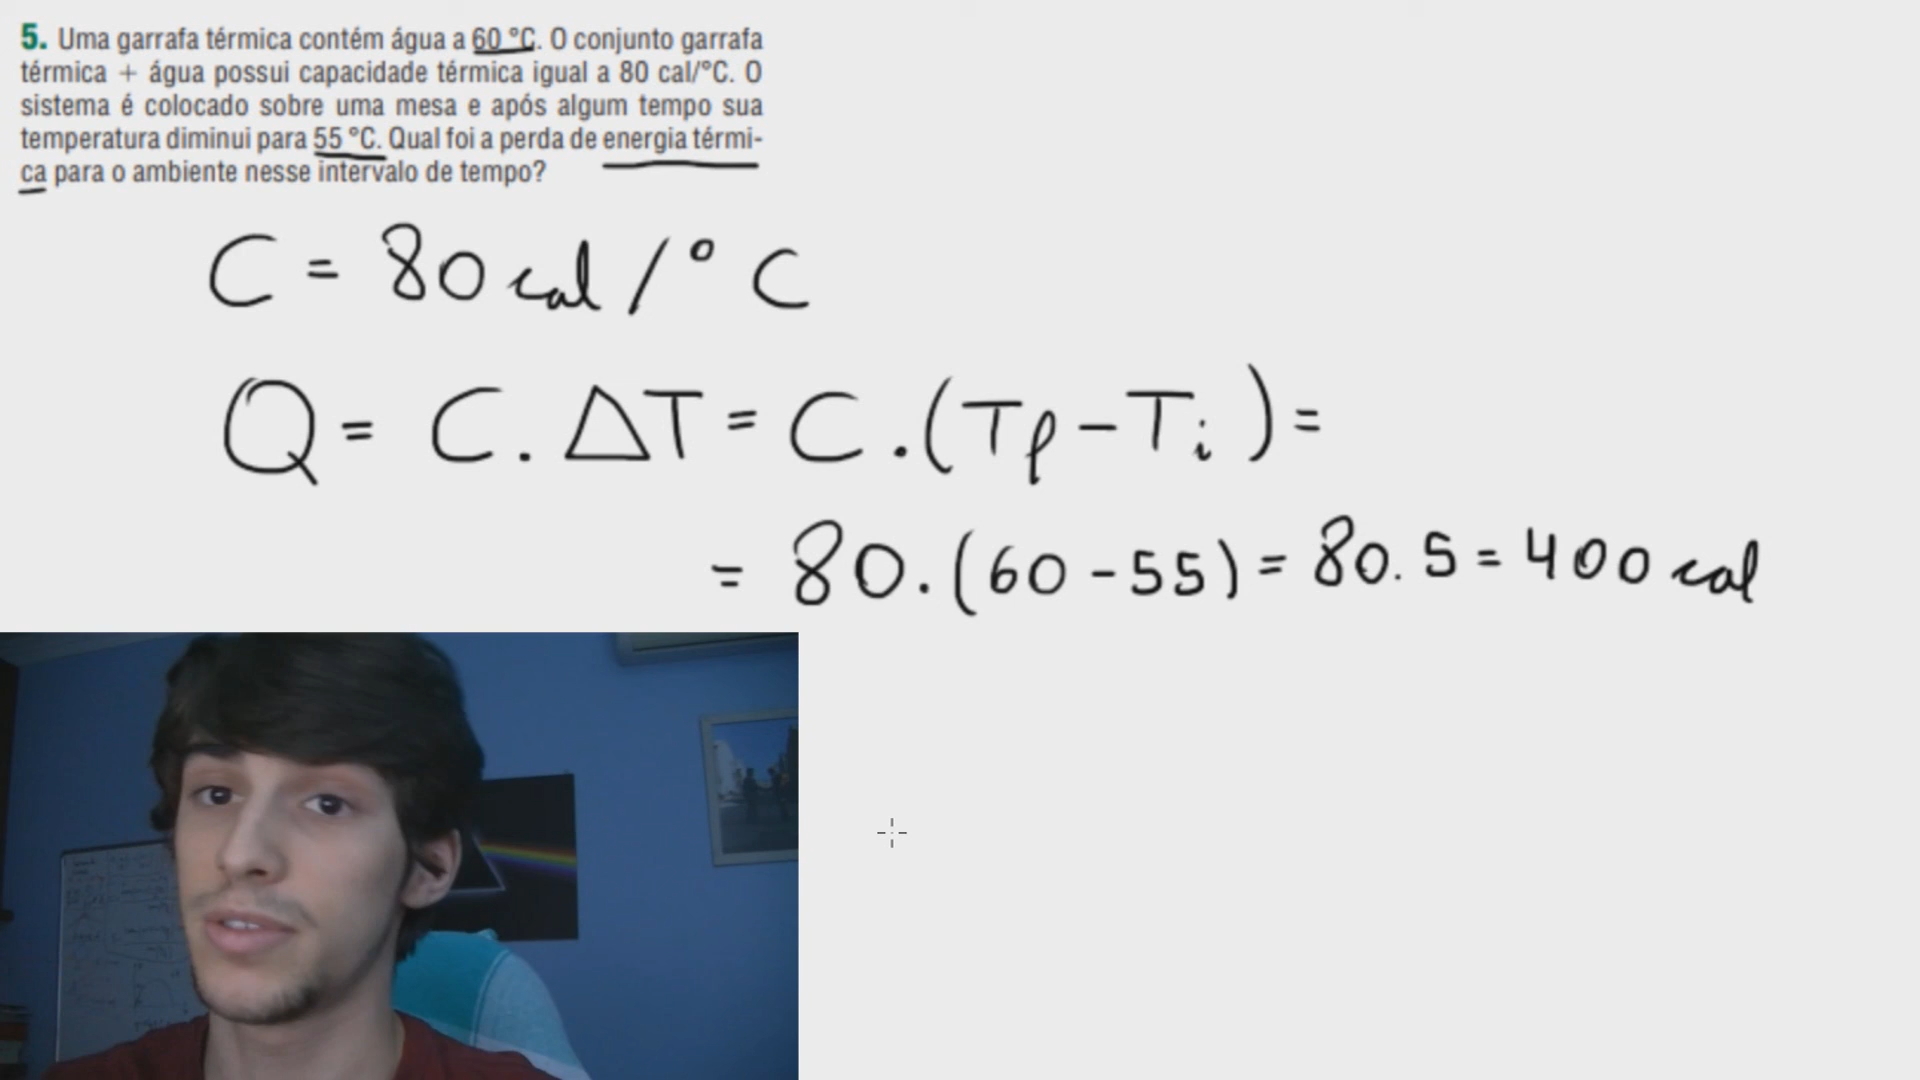 5. Uma garrafa térmica contém água a 60 °C. O conjunto garrafa
térmica + água possui capacidade térmica igual a 80 cal/°C. O
sistema é colocado sobre uma mesa e após algum tempo sua
temperatura diminui para 55 °C. Qual foi a perda de energia térmi-
ca para o ambiente nesse intervalo de tempo?
C = 80 cal / ° C
Q = C . ΔT = C . (Tf - Ti) =
= 80 . (60 - 55) = 80 . 5 = 400 cal